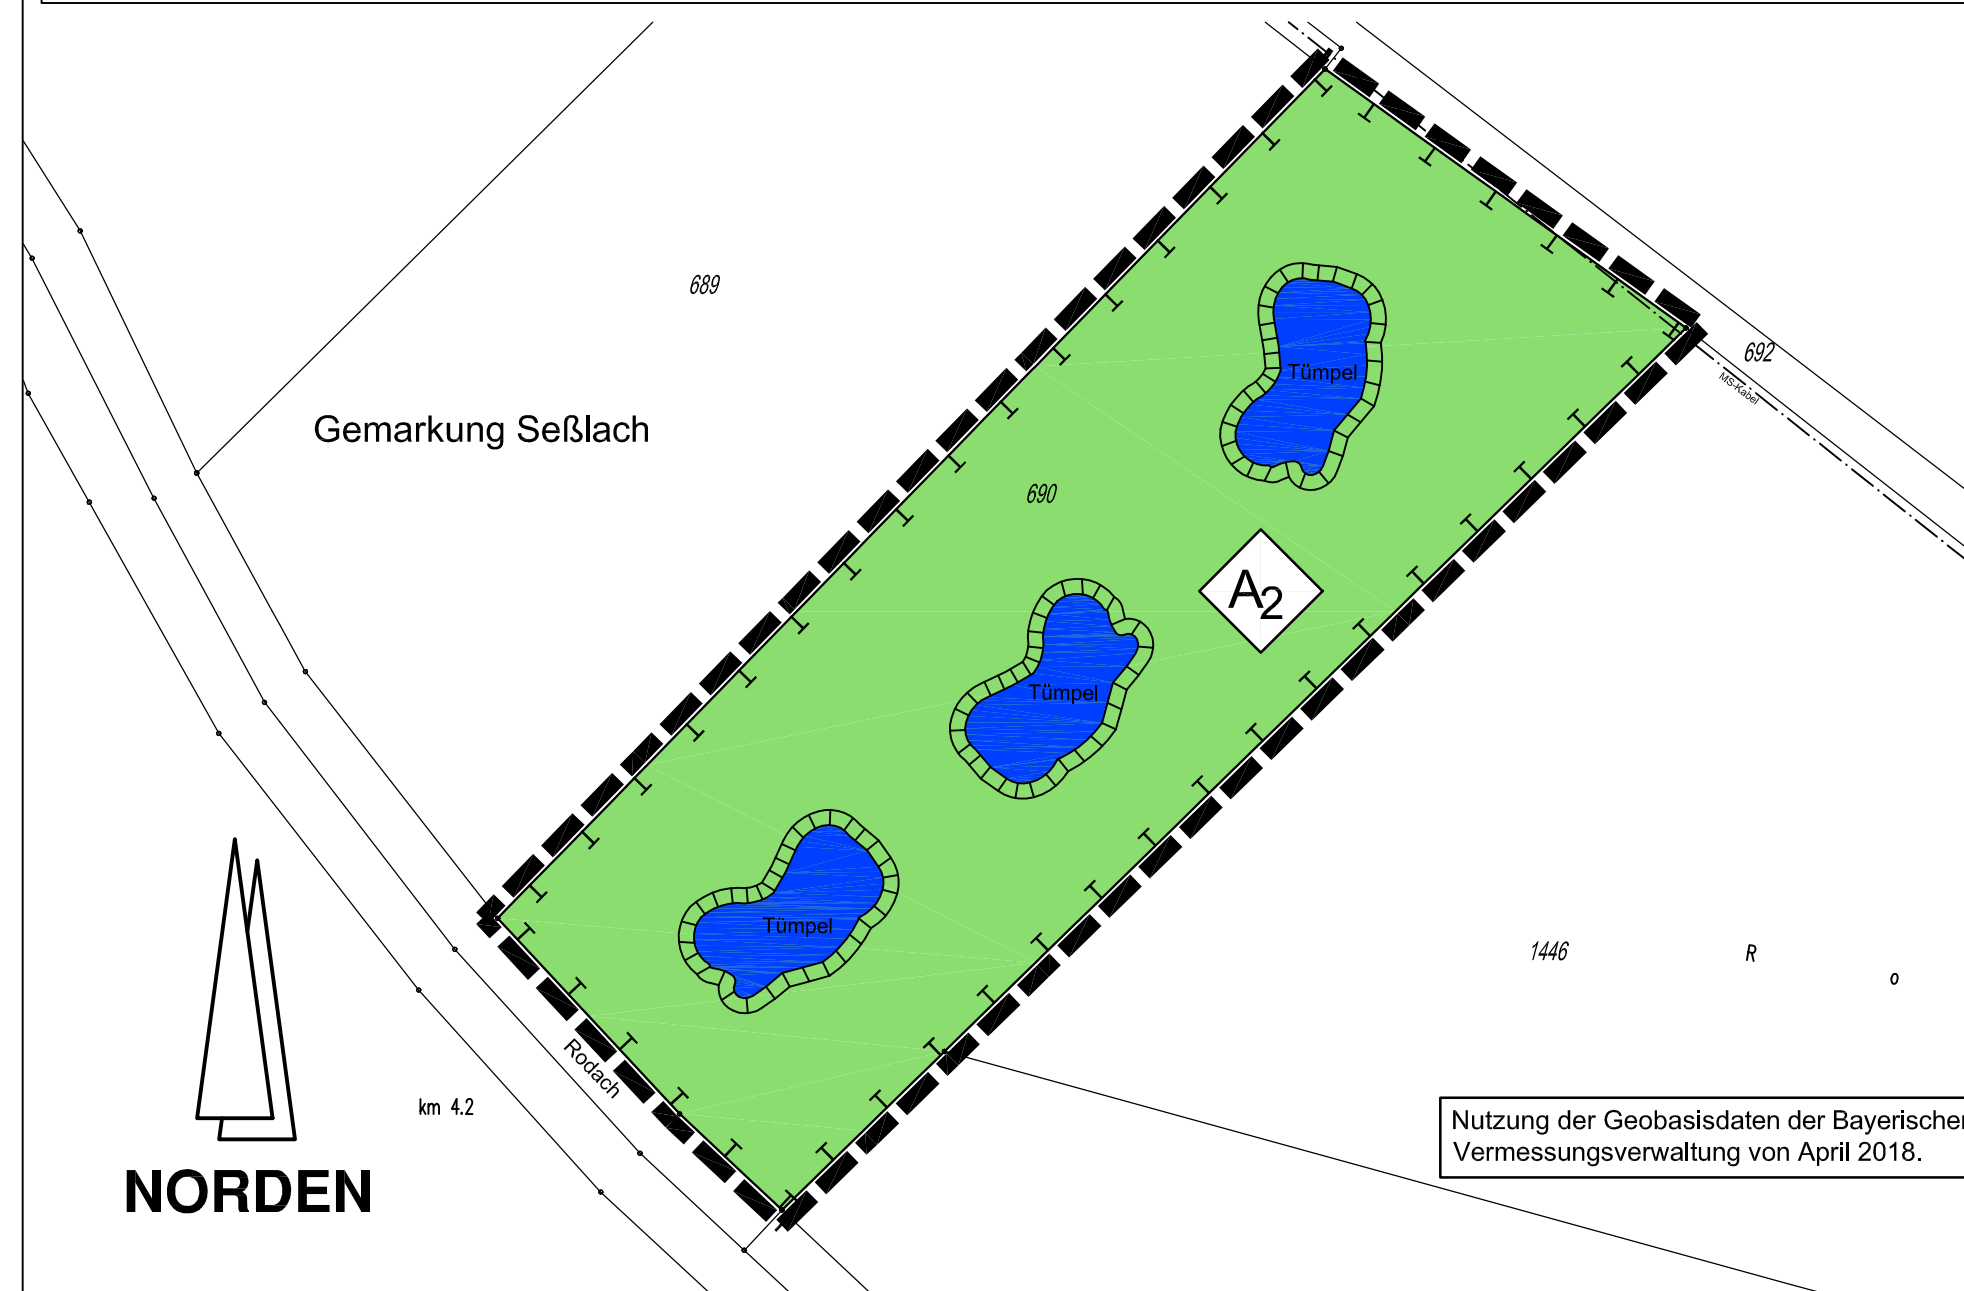 689
692
MS-Kabel
Tümpel
Gemarkung Seßlach
690
A2
Tümpel
Tümpel
1446
R
o
Rodach
km 4.2
Nutzung der Geobasisdaten der Bayerischen
Vermessungsverwaltung von April 2018.
NORDEN